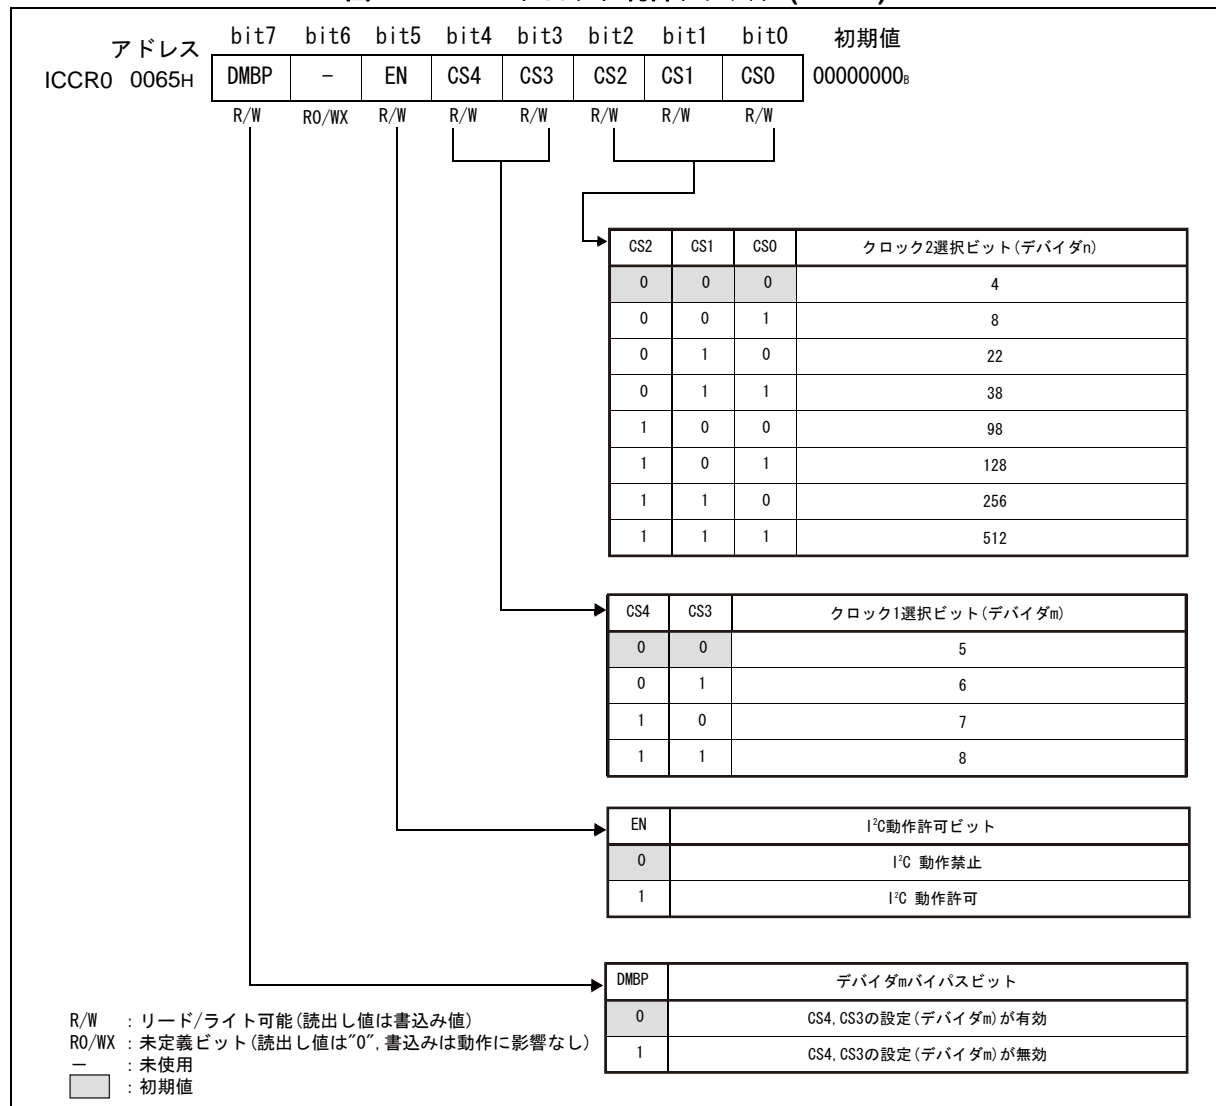 bit7 bit6 bit5 bit4 bit3 bit2 bit1 bit0 初期値
アドレス
ICCR0 0065H DMBP - EN CS4 CS3 CS2 CS1 CS0 00000000B
R/W R0/WX R/W R/W R/W R/W R/W R/W
CS2 CS1 CS0 クロック2選択ビット(デバイダn)
0 0 0 4
0 0 1 8
0 1 0 22
0 1 1 38
1 0 0 98
1 0 1 128
1 1 0 256
1 1 1 512
CS4 CS3 クロック1選択ビット(デバイダm)
0 0 5
0 1 6
1 0 7
1 1 8
EN I²C動作許可ビット
0 I²C 動作禁止
1 I²C 動作許可
DMBP デバイダmバイパスビット
0 CS4,CS3の設定(デバイダm)が有効
1 CS4,CS3の設定(デバイダm)が無効
R/W :リード/ライト可能(読出し値は書込み値)
R0/WX :未定義ビット(読出し値は"0",書込みは動作に影響なし)
- :未使用
:初期値